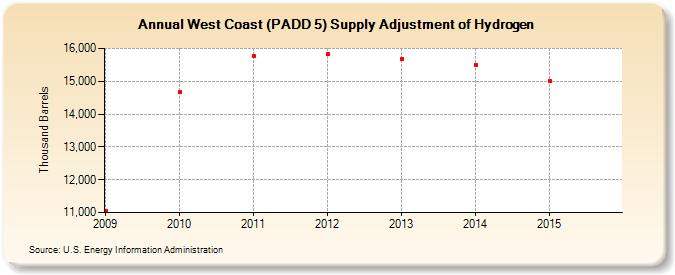 Annual West Coast (PADD 5) Supply Adjustment of Hydrogen
Thousand Barrels
16,000
15,000
14,000
13,000
12,000
11,000
2009 2010 2011 2012 2013 2014 2015
Source: U.S. Energy Information Administration